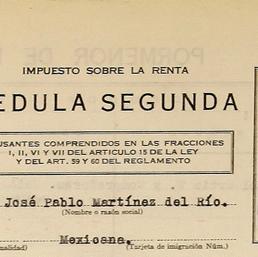 IMPUESTO SOBRE LA RENTA
EDULA SEGUNDA
USANTES COMPRENDIDOS EN LAS FRACCIONES
I, II, VI Y VII DEL ARTICULO 15 DE LA LEY
Y DEL ART. 59 Y 60 DEL REGLAMENTO
José Pablo Martínez del Río.
(Nombre o razón social)
Mexicana.
nalidad) (Tarjeta de imigración Núm.)